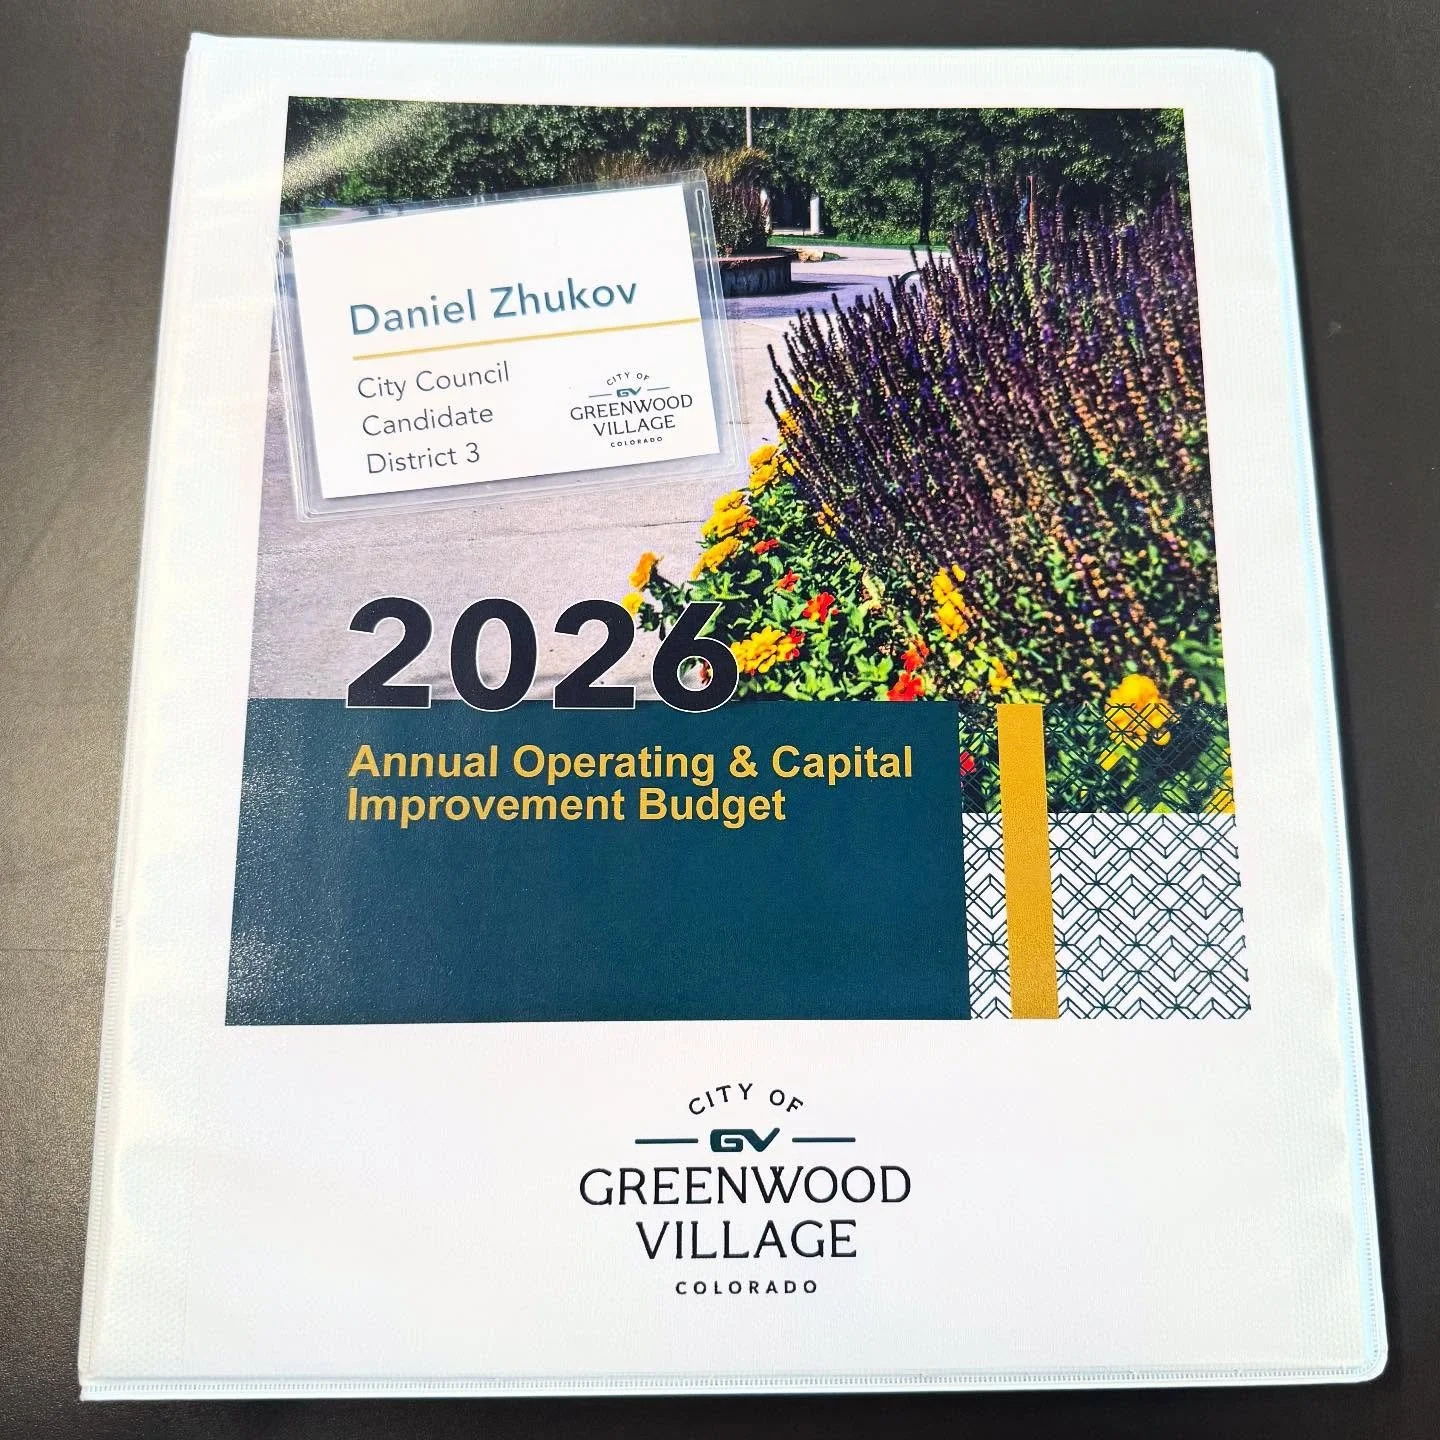 Daniel Zhukov
City Council
Candidate
District 3
CITY OF
GV
GREENWOOD
VILLAGE
COLORADO
2026
Annual Operating & Capital
Improvement Budget
CITY OF
GV
GREENWOOD
VILLAGE
COLORADO